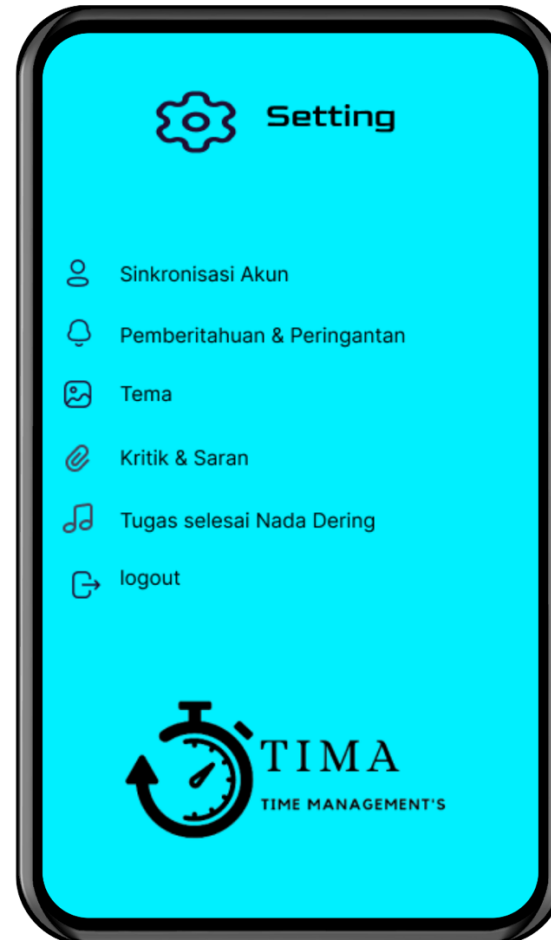 Setting
Sinkronisasi Akun
Pemberitahuan & Peringantan
Tema
Kritik & Saran
Tugas selesai Nada Dering
logout
TIMA
TIME MANAGEMENT'S